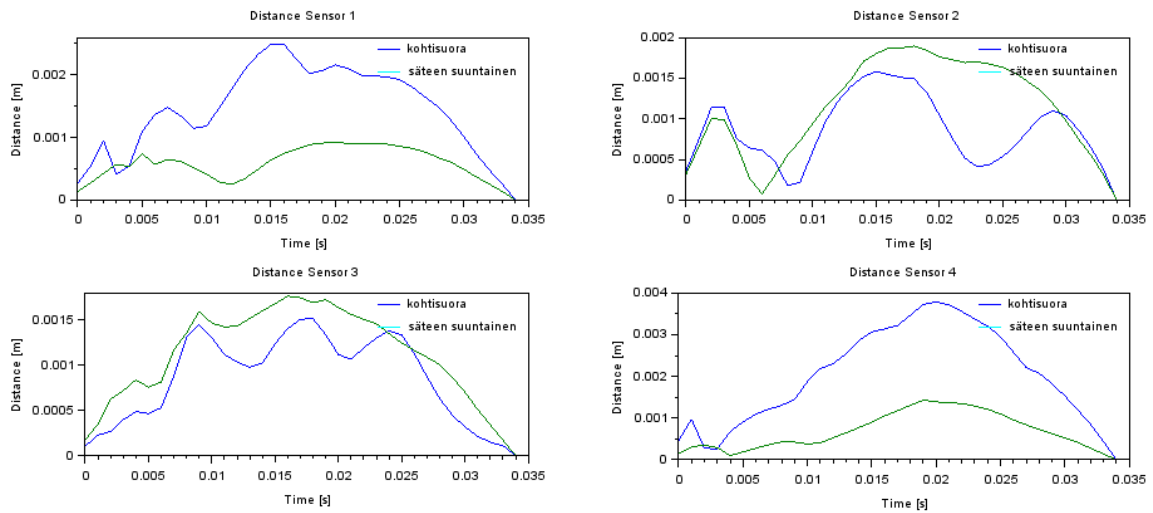 Distance Sensor 1
kohtisuora
säteen suuntainen
0.002
0.001
0
Distance [m]
0 0.005 0.01 0.015 0.02 0.025 0.03 0.035
Time [s]
Distance Sensor 2
kohtisuora
säteen suuntainen
0.002
0.0015
0.001
0.0005
0
Distance [m]
0 0.005 0.01 0.015 0.02 0.025 0.03 0.035
Time [s]
Distance Sensor 3
kohtisuora
säteen suuntainen
0.0015
0.001
0.0005
0
Distance [m]
0 0.005 0.01 0.015 0.02 0.025 0.03 0.035
Time [s]
Distance Sensor 4
kohtisuora
säteen suuntainen
0.004
0.003
0.002
0.001
0
Distance [m]
0 0.005 0.01 0.015 0.02 0.025 0.03 0.035
Time [s]